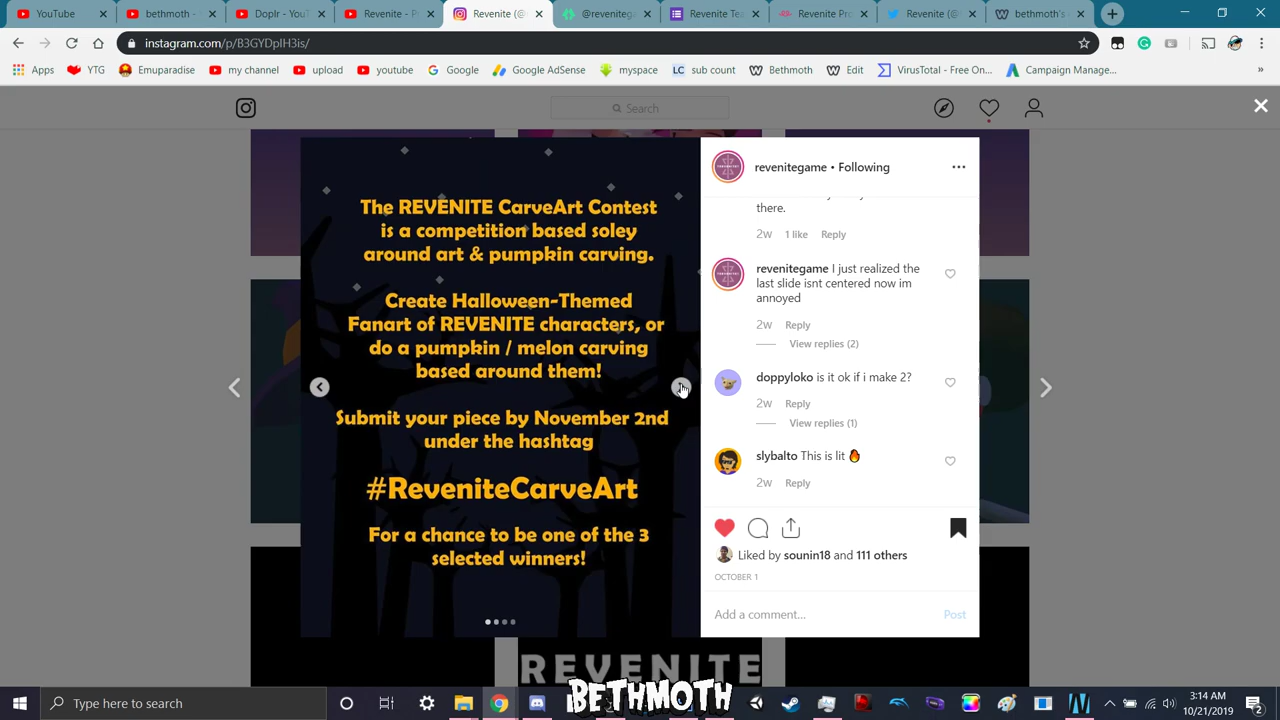 YouTube
bethmoth -
Doplr - YouT
Revenite - P
Revenite (@
@reveniteg
Revenite Tea
Revenite Pro
Revenite (@
bethmoth's
instagram.com/p/B3GYDpIH3is/
Apps
YTG
Emuparadise
my channel
upload
youtube
Google
Google AdSense
myspace
LC sub count
Bethmoth
Edit
VirusTotal - Free On...
Campaign Manage...
»
Search
The REVENITE CarveArt Contest
is a competition based soley
around art & pumpkin carving.
Create Halloween-Themed
Fanart of REVENITE characters, or
do a pumpkin / melon carving
based around them!
Submit your piece by November 2nd
under the hashtag
#ReveniteCarveArt
For a chance to be one of the 3
selected winners!
revenitegame • Following
there.
2w 1 like Reply
revenitegame I just realized the
last slide isnt centered now im
annoyed
2w Reply
View replies (2)
doppyloko is it ok if i make 2?
2w Reply
View replies (1)
slybalto This is lit 🔥
2w Reply
Liked by sounin18 and 111 others
OCTOBER 1
Add a comment... Post
REVENITE
BETHMOTH
Type here to search
3:14 AM
10/21/2019
2